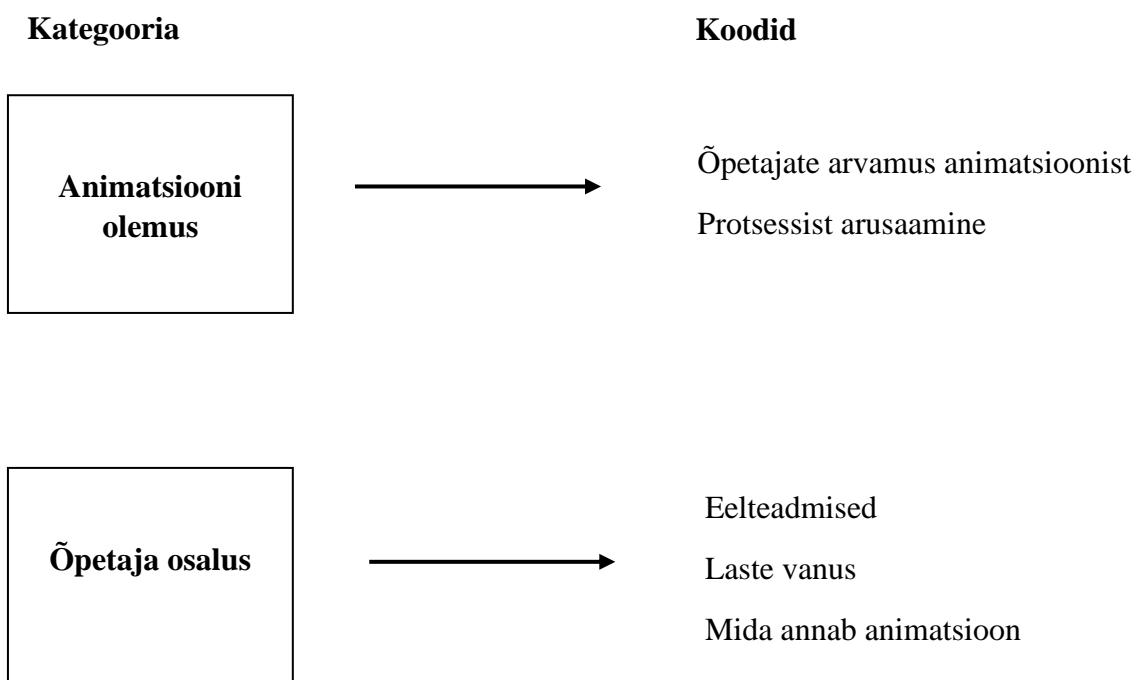 Kategooria
Koodid
Animatsiooni
olemus
Õpetajate arvamus animatsioonist
Protsessist arusaamine
Õpetaja osalus
Eelteadmised
Laste vanus
Mida annab animatsioon